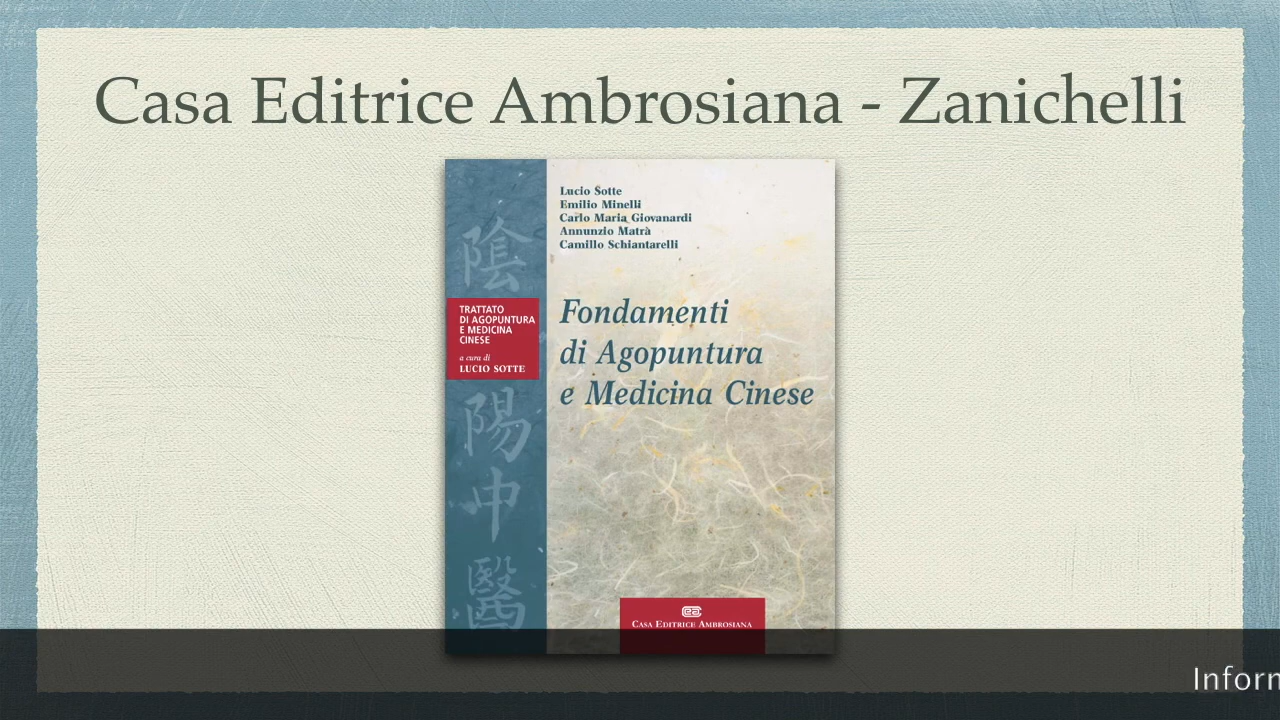 Casa Editrice Ambrosiana - Zanichelli
Lucio Sotte
Emilio Minelli
Carlo Maria Giovanardi
Annunzio Matrà
Camillo Schiantarelli
Fondamenti
di Agopuntura
e Medicina Cinese
陰
TRATTATO
DI AGOPUNTURA
E MEDICINA
CINESE
a cura di
LUCIO SOTTE
陽
中
醫
CASA EDITRICE AMBROSIANA
Inform